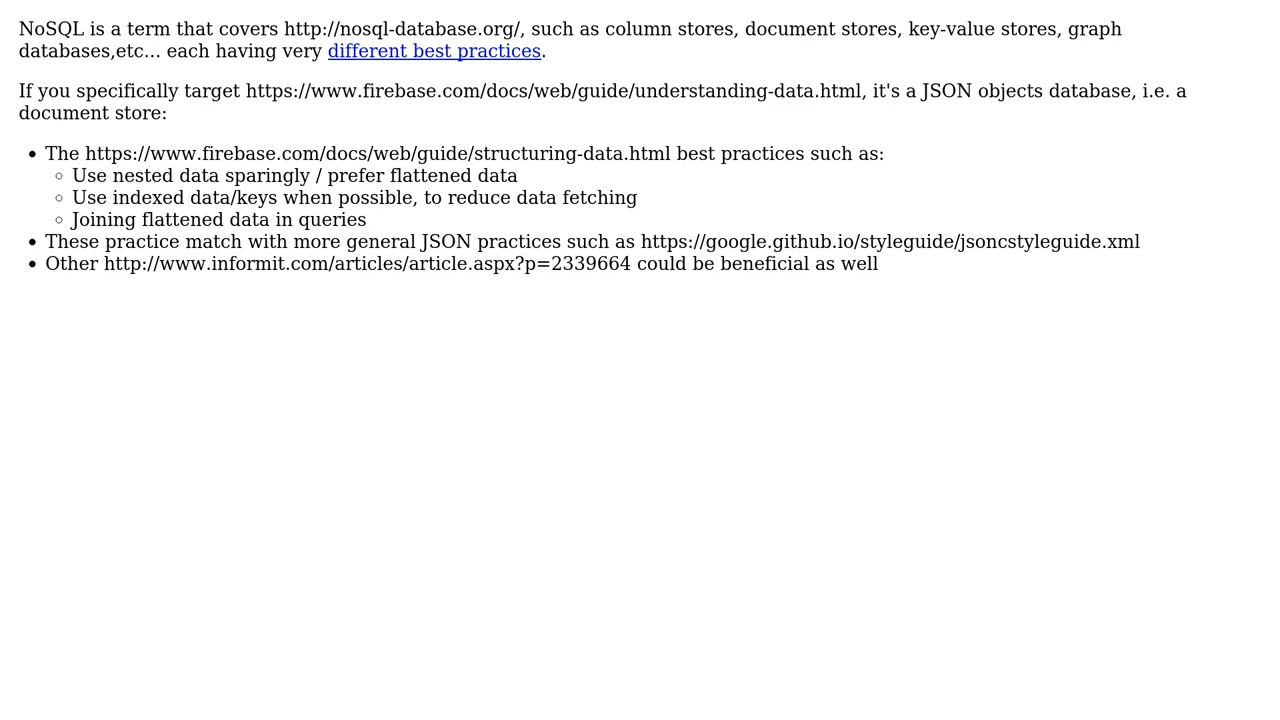 NoSQL is a term that covers http://nosql-database.org/, such as column stores, document stores, key-value stores, graph
databases,etc... each having very different best practices.
If you specifically target https://www.firebase.com/docs/web/guide/understanding-data.html, it's a JSON objects database, i.e. a
document store:
• The https://www.firebase.com/docs/web/guide/structuring-data.html best practices such as:
◦ Use nested data sparingly / prefer flattened data
◦ Use indexed data/keys when possible, to reduce data fetching
◦ Joining flattened data in queries
• These practice match with more general JSON practices such as https://google.github.io/styleguide/jsoncstyleguide.xml
• Other http://www.informit.com/articles/article.aspx?p=2339664 could be beneficial as well